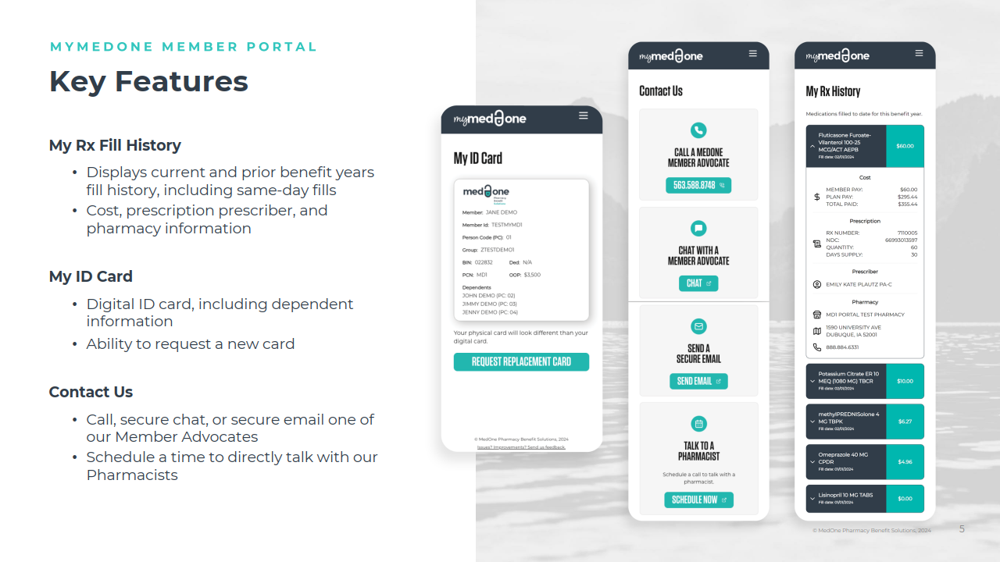 MYMEDONE MEMBER PORTAL
Key Features
My Rx Fill History
• Displays current and prior benefit years
fill history, including same-day fills
• Cost, prescription prescriber, and
pharmacy information
My ID Card
• Digital ID card, including dependent
information
• Ability to request a new card
Contact Us
• Call, secure chat, or secure email one of
our Member Advocates
• Schedule a time to directly talk with our
Pharmacists
mymedone
My ID Card
medone
Pharmacy
Benefit
Solutions
Member: JANE DEMO
Member Id: TESTMYMD1
Person Code (PC): 01
Group: ZTESTDEMO1
BIN: 022832 Ded: N/A
PCN: MD1 OOP: $3,500
Dependents
JOHN DEMO (PC: 02)
JIMMY DEMO (PC: 03)
JENNY DEMO (PC: 04)
Your physical card will look different than your
digital card.
REQUEST REPLACEMENT CARD
© MedOne Pharmacy Benefit Solutions, 2024
Issues? Improvements? Send us feedback.
mymedone
Contact Us
CALL A MEDONE
MEMBER ADVOCATE
563.588.8748
CHAT WITH A
MEMBER ADVOCATE
CHAT
SEND A
SECURE EMAIL
SEND EMAIL
TALK TO A
PHARMACIST
Schedule a call to talk with a
pharmacist.
SCHEDULE NOW
mymedone
My Rx History
Medications filled to date for this benefit year.
Fluticasone Furoate-
Vilanterol 100-25
MCG/ACT AEPB
Fill date: 02/01/2024
$60.00
Cost
MEMBER PAY: $60.00
PLAN PAY: $295.44
TOTAL PAID: $355.44
Prescription
RX NUMBER: 7110005
NDC: 66993013597
QUANTITY: 60
DAYS SUPPLY: 30
Prescriber
EMILY KATE PLAUTZ PA-C
Pharmacy
MD1 PORTAL TEST PHARMACY
1590 UNIVERSITY AVE
DUBUQUE, IA 52001
888.884.6331
Potassium Citrate ER 10
MEQ (1080 MG) TBCR
Fill date: 02/01/2024
$10.00
methylPREDNISolone 4
MG TBPK
Fill date: 02/01/2024
$6.27
Omeprazole 40 MG
CPDR
Fill date: 01/01/2024
$4.96
Lisinopril 10 MG TABS
Fill date: 01/01/2024
$0.00
© MedOne Pharmacy Benefit Solutions, 2024
5